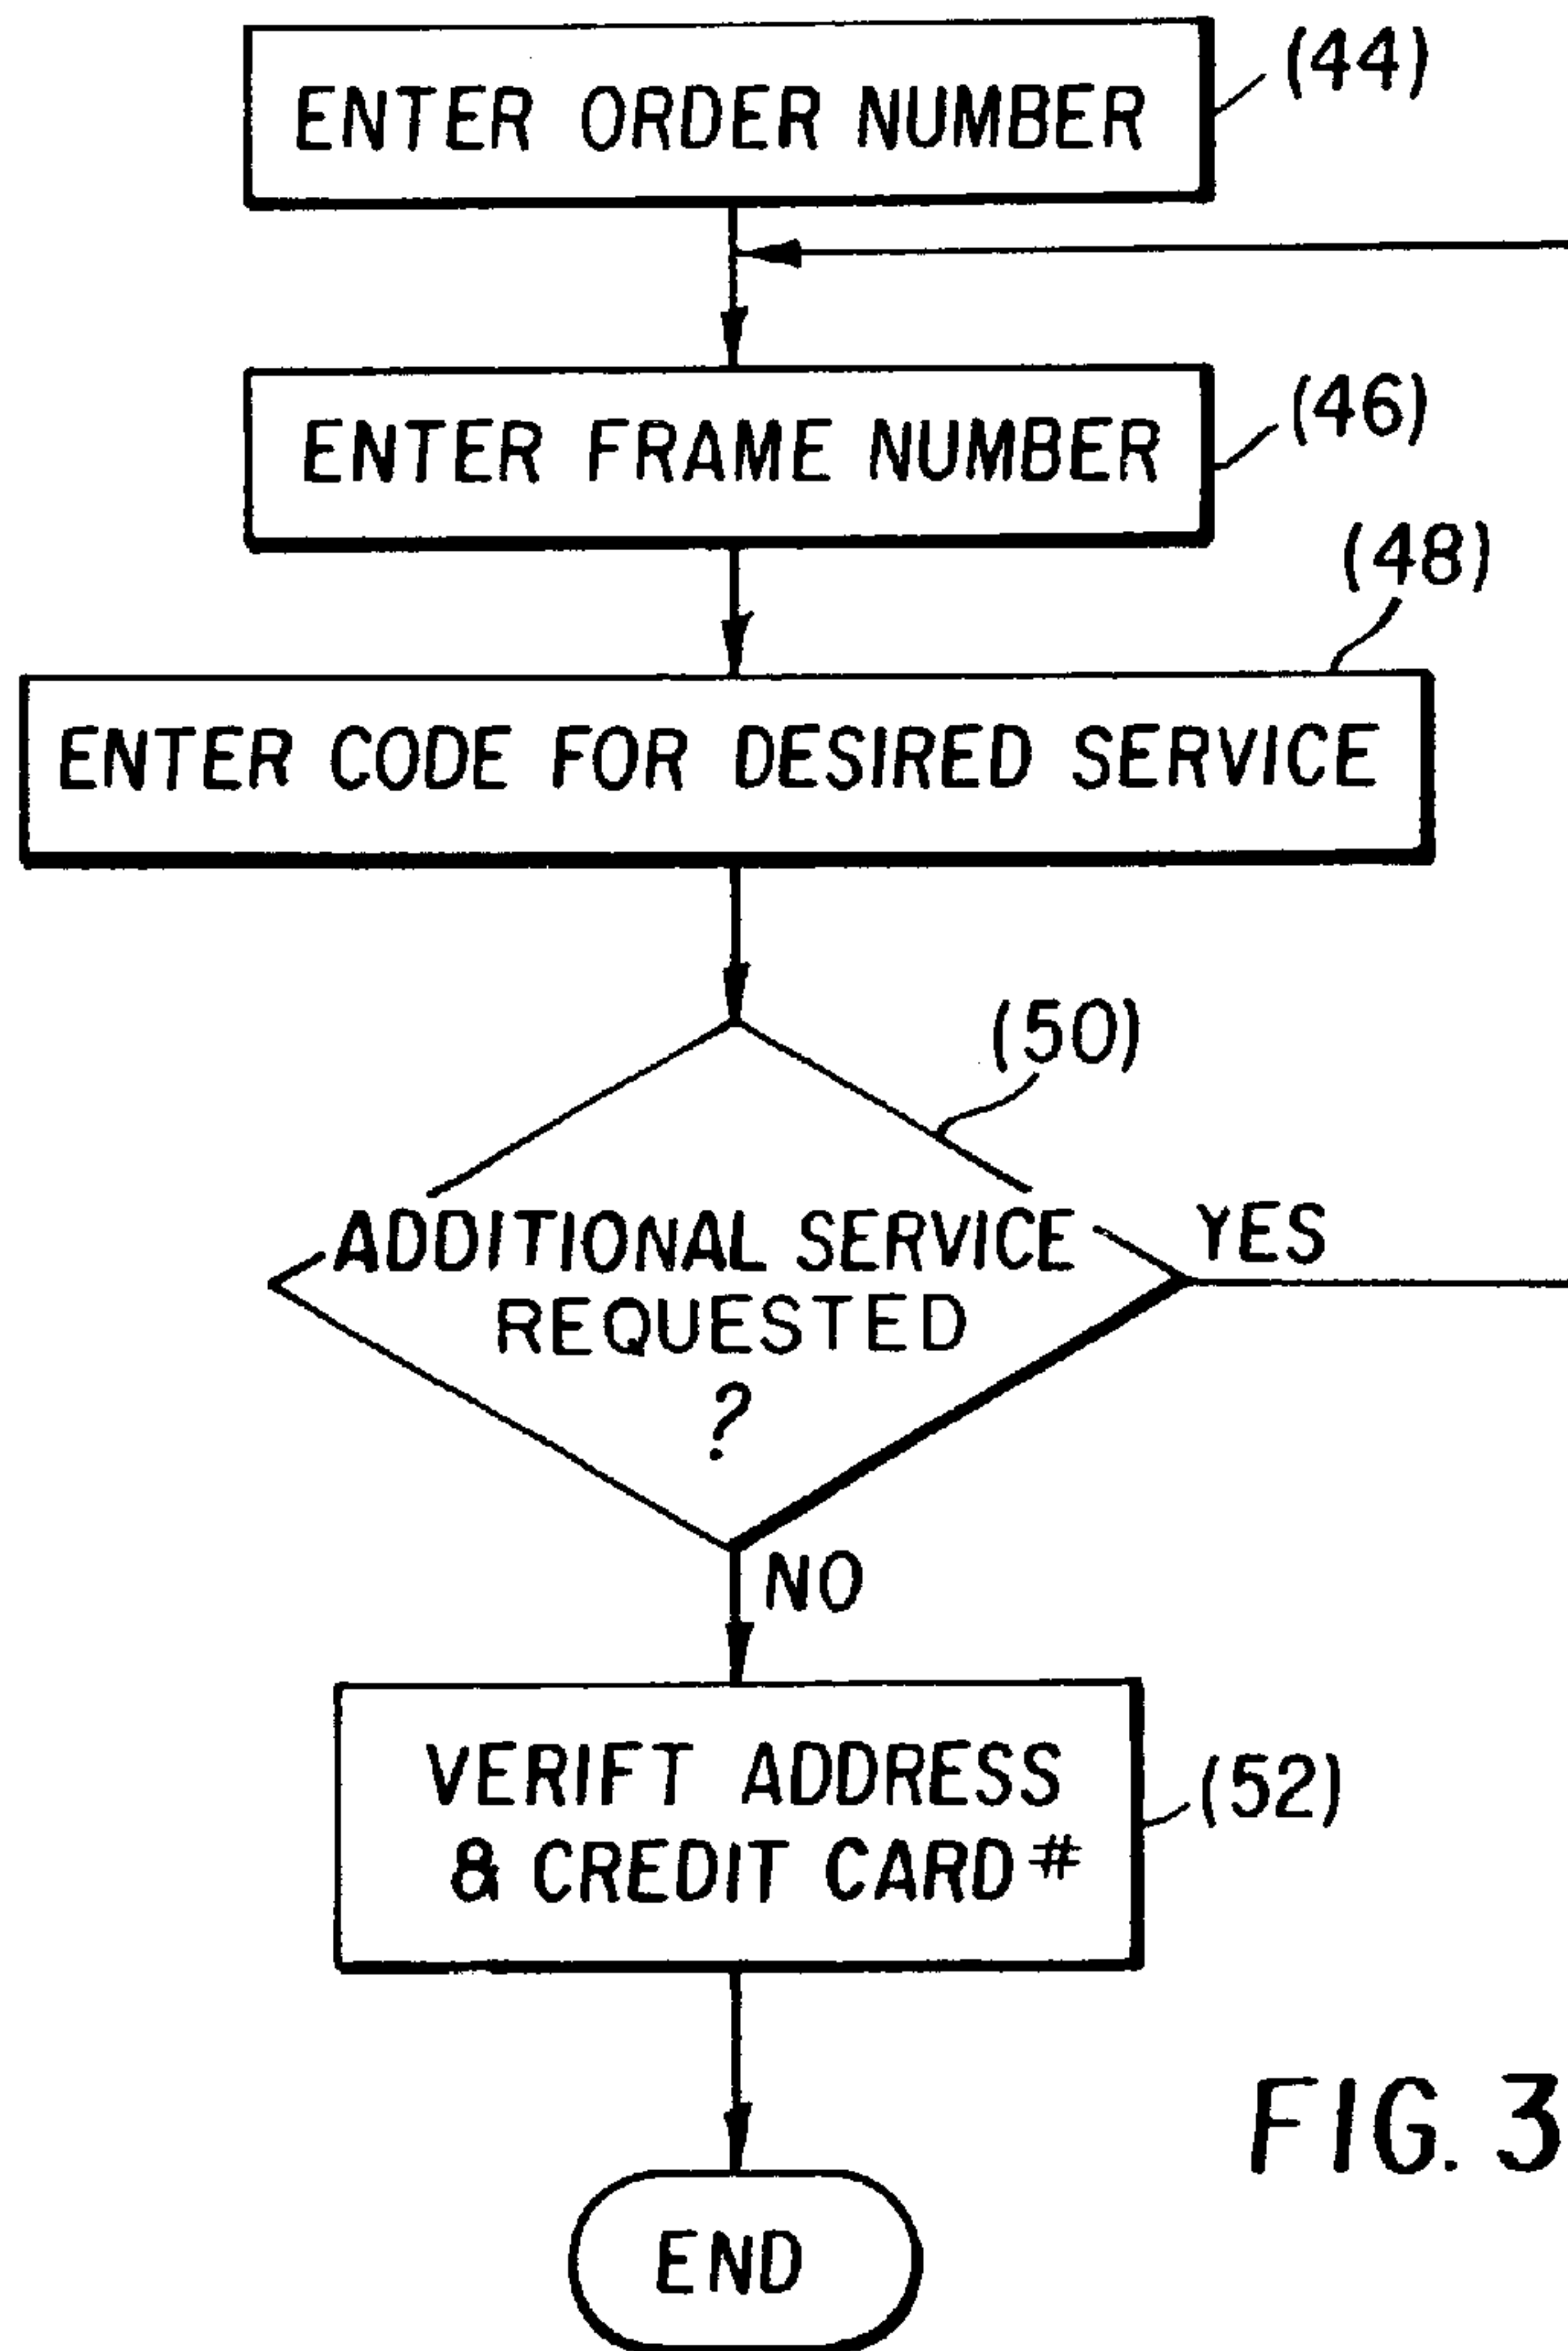 ENTER ORDER NUMBER
(44)
ENTER FRAME NUMBER
(46)
(48)
ENTER CODE FOR DESIRED SERVICE
(50)
ADDITIONAL SERVICE
REQUESTED
?
YES
NO
VERIFT ADDRESS
& CREDIT CARD #
(52)
END
FIG. 3